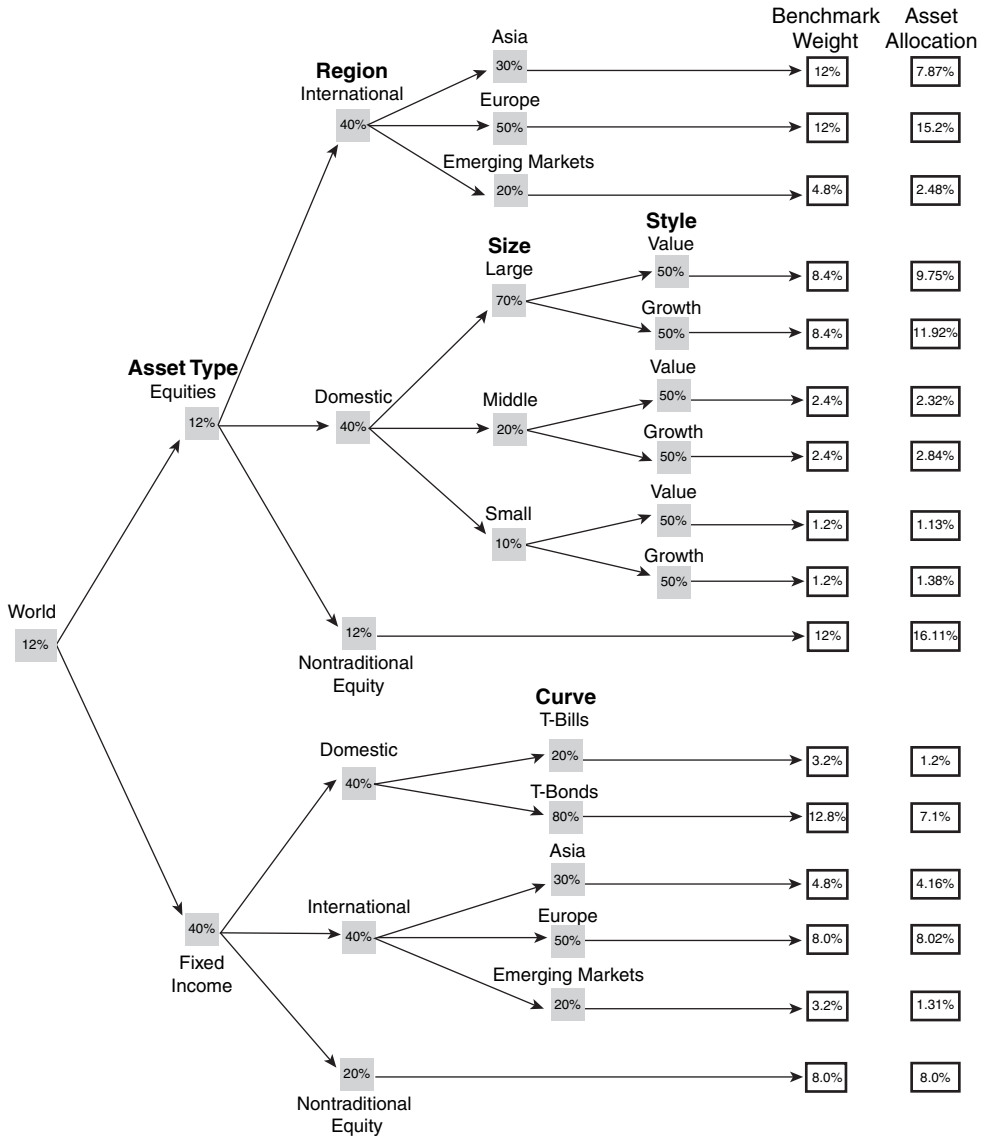 Benchmark Weight
Asset Allocation
Region
International
40%
Asia
30%
12%
7.87%
Europe
50%
12%
15.2%
Emerging Markets
20%
4.8%
2.48%
Style
Size
Large
70%
Value
50%
8.4%
9.75%
Growth
50%
8.4%
11.92%
Asset Type
Equities
12%
Domestic
40%
Middle
20%
Value
50%
2.4%
2.32%
Growth
50%
2.4%
2.84%
Small
10%
Value
50%
1.2%
1.13%
Growth
50%
1.2%
1.38%
World
12%
12%
Nontraditional
Equity
12%
16.11%
Curve
Domestic
40%
T-Bills
20%
3.2%
1.2%
T-Bonds
80%
12.8%
7.1%
Fixed
Income
40%
International
40%
Asia
30%
4.8%
4.16%
Europe
50%
8.0%
8.02%
Emerging Markets
20%
3.2%
1.31%
20%
Nontraditional
Equity
8.0%
8.0%